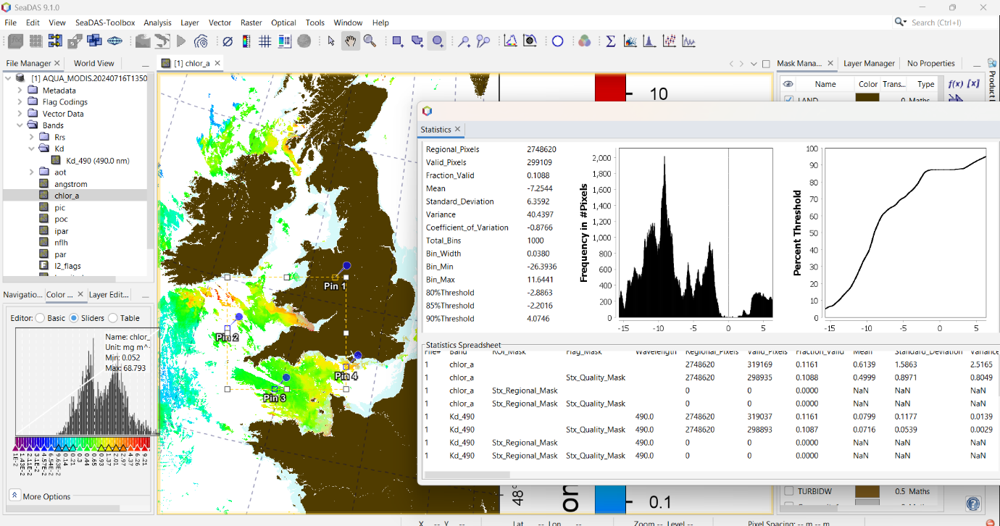 SeaDAS 9.1.0
File Edit View SeaDAS-Toolbox Analysis Layer Vector Raster Optical Tools Window Help
Search (Ctrl+I)
File Manager World View
[1] AQUA_MODIS.20240716T1350
Metadata
Flag Codings
Vector Data
Bands
Rrs
Kd
Kd_490 (490.0 nm)
aot
angstrom
chlor_a
pic
poc
ipar
nflh
par
l2_flags
Navigatio... Color ... Layer Edit...
Editor: Basic Sliders Table
Name: chlor_
Unit: mg m^-
Min: 0.052
Max: 68.793
1E-2
1.43E-2
2.11E-2
3.1E-2
4.57E-2
6.54E-2
9.63E-2
0.14
0.21
0.3
0.44
0.65
0.93
1.37
2.01
2.97
4.37
6.26
9.21
More Options
[1] chlor_a
Pin 1
Pin 2
Pin 3
Pin 4
10
48°
0.1
Mask Mana... Layer Manager No Properties
Name Color Trans... Type
LAND 0 Maths
f(x) [x]
TURBIDW 0.5 Maths
Statistics
Regional_Pixels 2748620
Valid_Pixels 299109
Fraction_Valid 0.1088
Mean -7.2544
Standard_Deviation 6.3592
Variance 40.4397
Coefficient_of_Variation -0.8766
Total_Bins 1000
Bin_Width 0.0380
Bin_Min -26.3936
Bin_Max 11.6441
80%Threshold -2.8863
85%Threshold -2.2016
90%Threshold 4.0746
Frequency in #Pixels
2,000
1,800
1,600
1,400
1,200
1,000
800
600
400
200
0
-15 -10 -5 0 5
Percent Threshold
100
90
80
70
60
50
40
30
20
10
0
-15 -10 -5 0 5
Statistics Spreadsheet
File# Band ROI_Mask Flag_Mask Wavelength Regional_Pixels Valid_Pixels Fraction_Valid Mean Standard_Deviation Variance
1 chlor_a 2748620 319169 0.1161 0.6139 1.5863 2.5165
1 chlor_a Stx_Quality_Mask 2748620 298935 0.1088 0.4999 0.8971 0.8049
1 chlor_a Stx_Regional_Mask 0 0 0.0000 NaN NaN NaN
1 chlor_a Stx_Regional_Mask Stx_Quality_Mask 0 0 0.0000 NaN NaN NaN
1 Kd_490 490.0 2748620 319037 0.1161 0.0799 0.1177 0.0139
1 Kd_490 Stx_Quality_Mask 490.0 2748620 298893 0.1087 0.0716 0.0539 0.0029
1 Kd_490 Stx_Regional_Mask 490.0 0 0 0.0000 NaN NaN NaN
1 Kd_490 Stx_Regional_Mask Stx_Quality_Mask 490.0 0 0 0.0000 NaN NaN NaN
X -- Y -- Lat -- Lon -- Zoom -- Level -- Pixel Spacing: -- m -- m